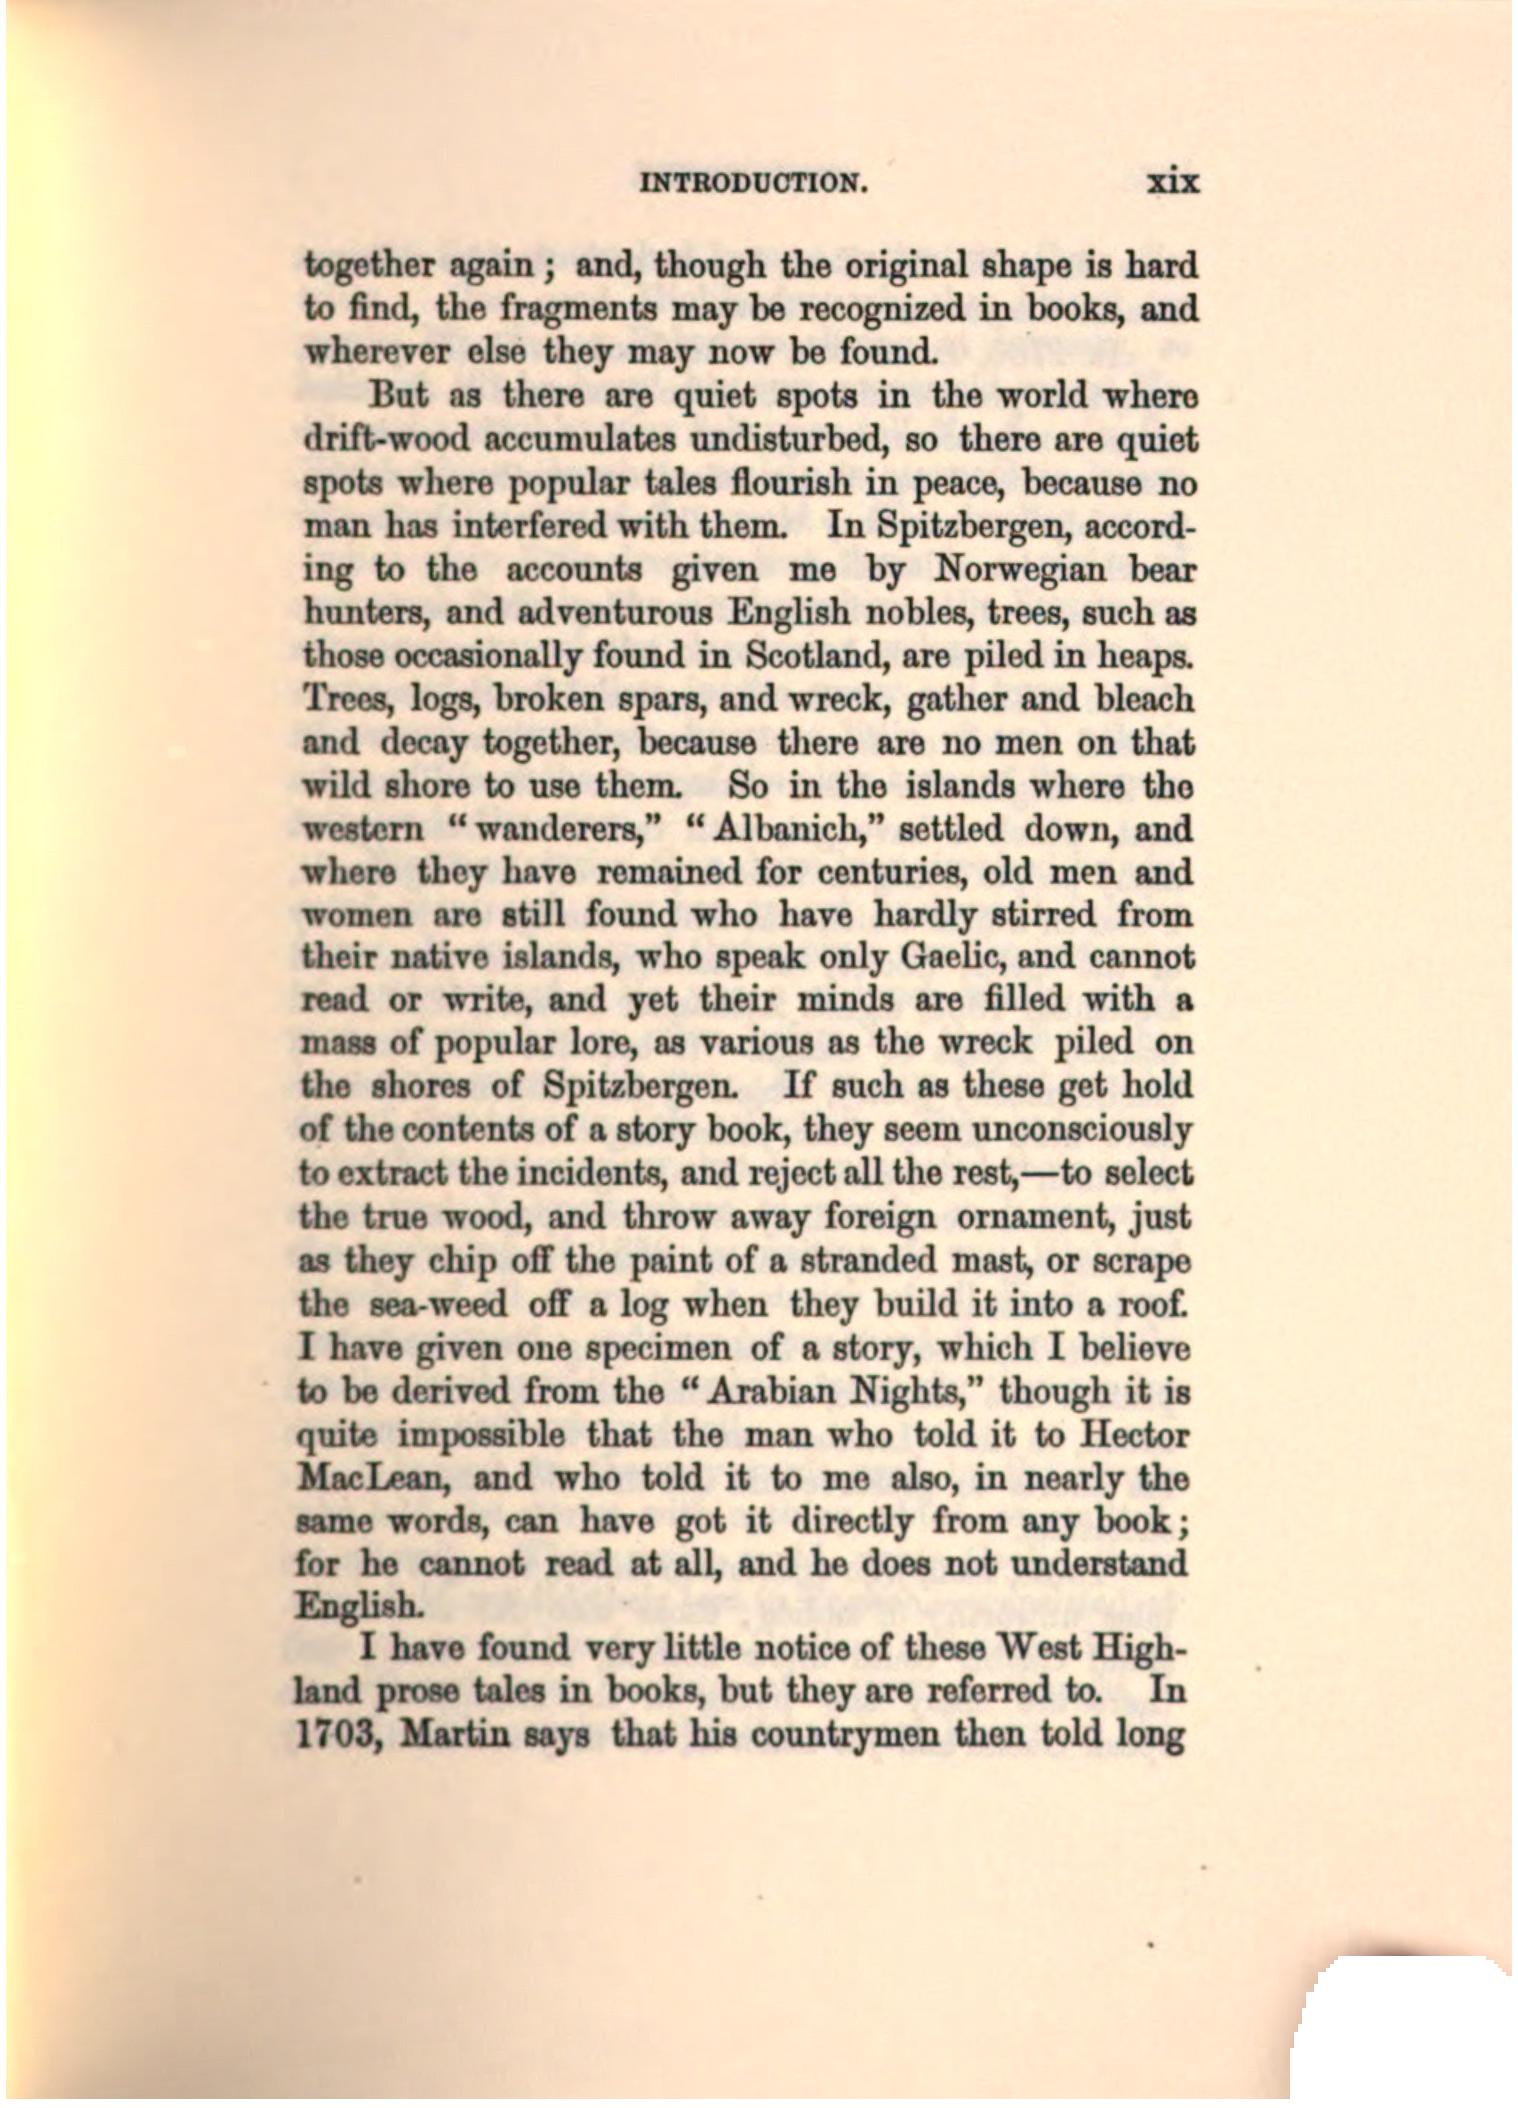 INTRODUCTION. xix
together again ; and, though the original shape is hard
to find, the fragments may be recognized in books, and
wherever else they may now be found.
But as there are quiet spots in the world where
drift-wood accumulates undisturbed, so there are quiet
spots where popular tales flourish in peace, because no
man has interfered with them. In Spitzbergen, accord-
ing to the accounts given me by Norwegian bear
hunters, and adventurous English nobles, trees, such as
those occasionally found in Scotland, are piled in heaps.
Trees, logs, broken spars, and wreck, gather and bleach
and decay together, because there are no men on that
wild shore to use them. So in the islands where the
western “ wanderers,” “ Albanich,” settled down, and
where they have remained for centuries, old men and
women are still found who have hardly stirred from
their native islands, who speak only Gaelic, and cannot
read or write, and yet their minds are filled with a
mass of popular lore, as various as the wreck piled on
the shores of Spitzbergen. If such as these get hold
of the contents of a story book, they seem unconsciously
to extract the incidents, and reject all the rest,—to select
the true wood, and throw away foreign ornament, just
as they chip off the paint of a stranded mast, or scrape
the sea-weed off a log when they build it into a roof.
I have given one specimen of a story, which I believe
to be derived from the “ Arabian Nights,” though it is
quite impossible that the man who told it to Hector
MacLean, and who told it to me also, in nearly the
same words, can have got it directly from any book ;
for he cannot read at all, and he does not understand
English.
I have found very little notice of these West High-
land prose tales in books, but they are referred to. In
1703, Martin says that his countrymen then told long